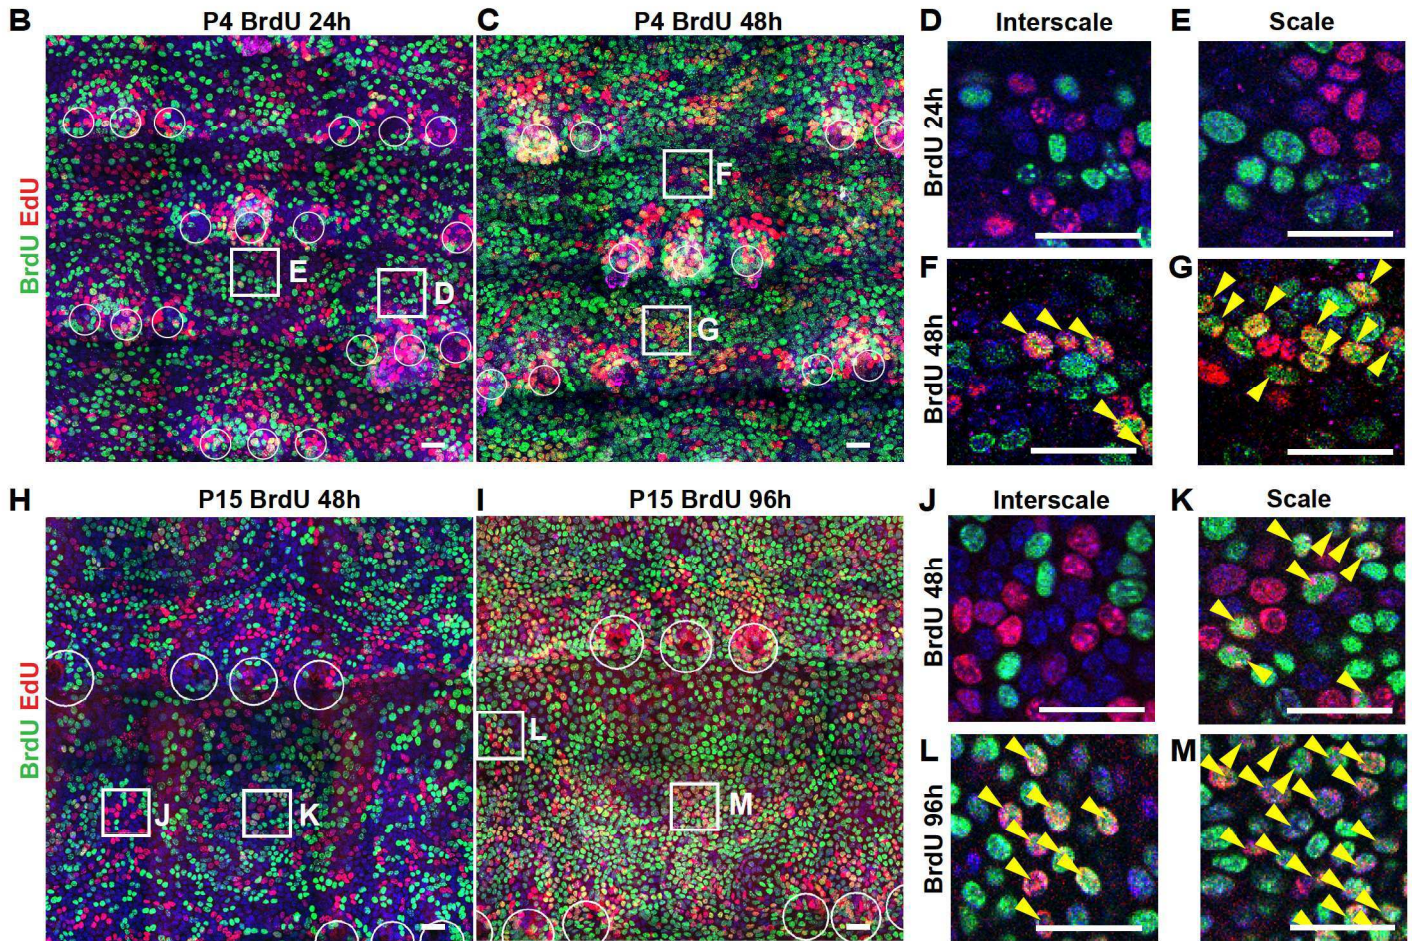 B P4 BrdU 24h C P4 BrdU 48h D Interscale E Scale
BrdU EdU
E
D
F
G
BrdU 24h
F
G
BrdU 48h
H P15 BrdU 48h I P15 BrdU 96h J Interscale K Scale
BrdU EdU
J
K
L
M
BrdU 48h
L
M
BrdU 96h